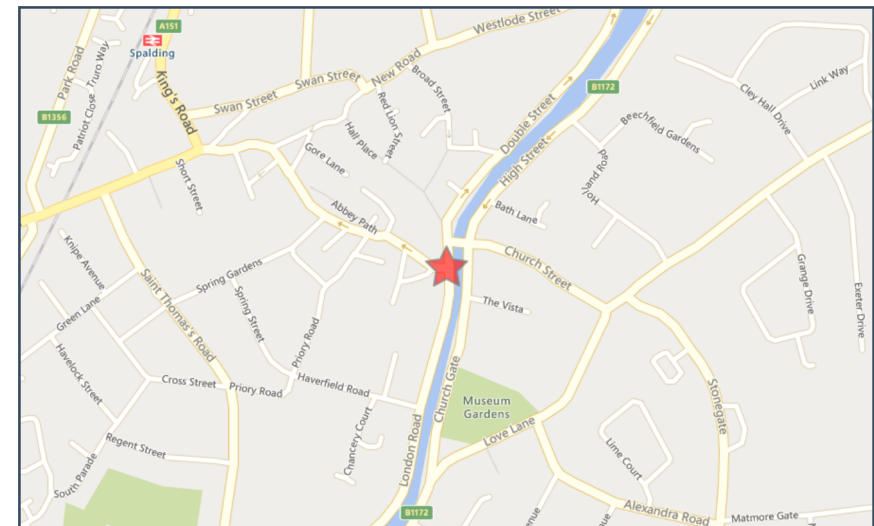 A151
Westlode Street
Spalding
Park Road
Truro Way
King's Road
Swan Street
New Road
Broad Street
B1172
Link Way
Swan Street
Red Lion Street
Double Street
Cley Hall Drive
B1356
Patriot Close
Hall Place
Beechfield Gardens
Gore Lane
High Street
Short Street
Holland Road
Abbey Path
Bath Lane
Knipe Avenue
Church Street
Spring Gardens
Saint Thomas's Road
Grange Drive
Exeter Drive
Green Lane
Spring Street
The Vista
Priory Road
Havelock Street
Cross Street
Priory Road
Haverfield Road
Church Gate
Museum
Gardens
Stonegate
Chancery Court
London Road
Love Lane
Regent Street
Lime Court
South Parade
B1172
Alexandra Road
Matmore Gate